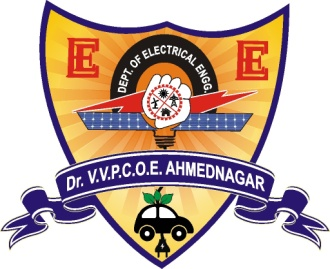 E E
DEPT. OF ELECTRICAL ENGG.
Dr. V.V.P.C.O.E. AHMEDNAGAR